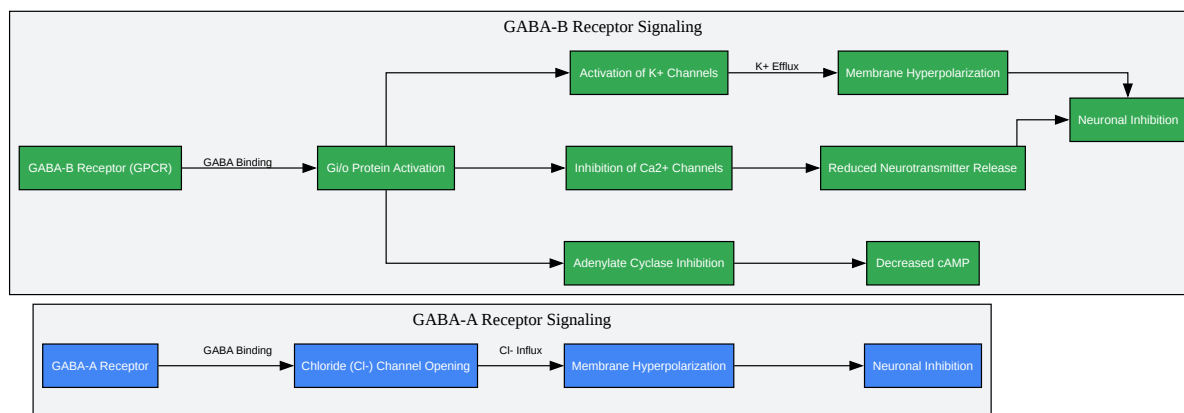 GABA-B Receptor Signaling
Activation of K+ Channels
K+ Efflux
Membrane Hyperpolarization
Neuronal Inhibition
GABA-B Receptor (GPCR)
GABA Binding
Gi/o Protein Activation
Inhibition of Ca2+ Channels
Reduced Neurotransmitter Release
Adenylate Cyclase Inhibition
Decreased cAMP
GABA-A Receptor Signaling
GABA-A Receptor
GABA Binding
Chloride (Cl-) Channel Opening
Cl- Influx
Membrane Hyperpolarization
Neuronal Inhibition